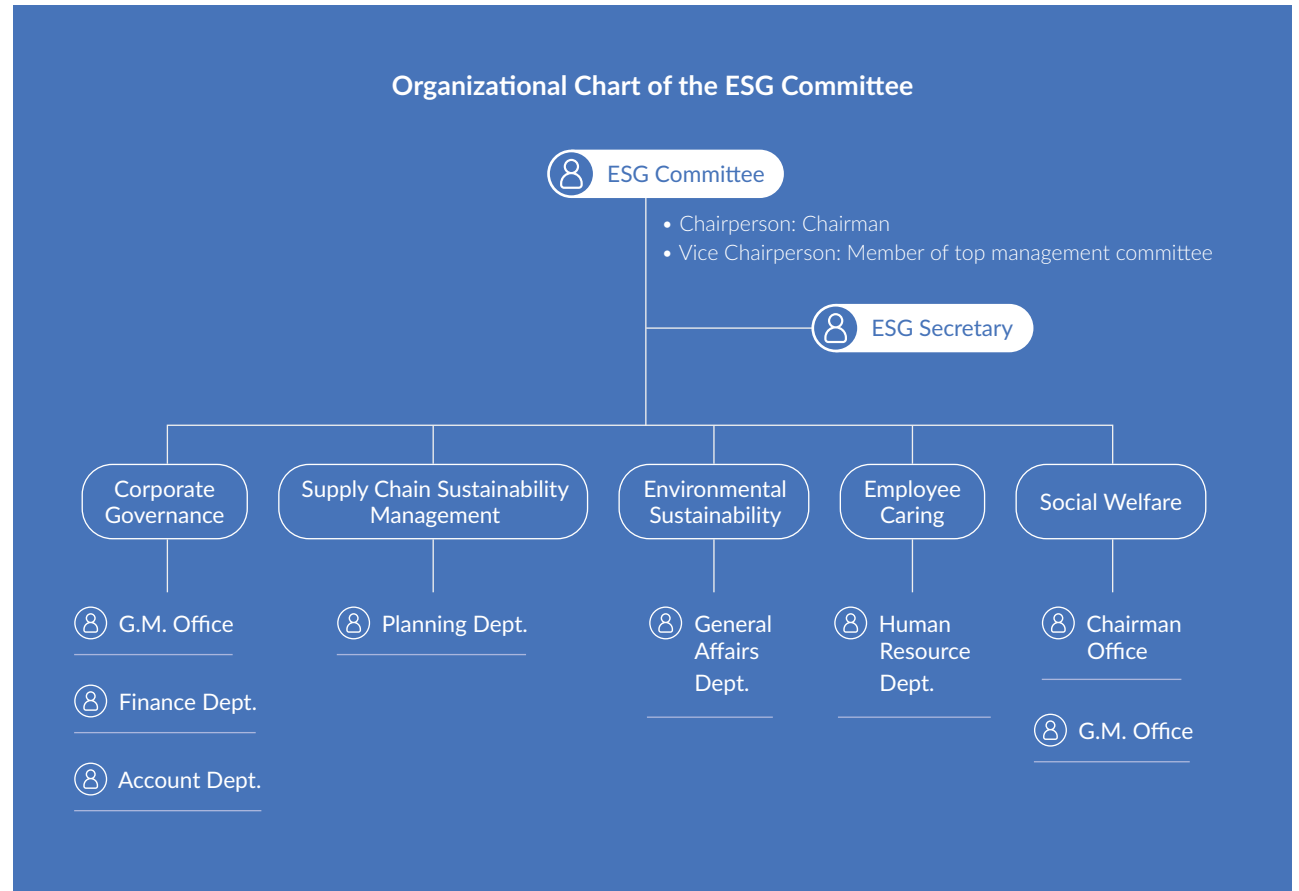 Organizational Chart of the ESG Committee
ESG Committee
• Chairperson: Chairman
• Vice Chairperson: Member of top management committee
ESG Secretary
Corporate
Governance
Supply Chain Sustainability
Management
Environmental
Sustainability
Employee
Caring
Social Welfare
G.M. Office
Finance Dept.
Account Dept.
Planning Dept.
General
Affairs
Dept.
Human
Resource
Dept.
Chairman
Office
G.M. Office